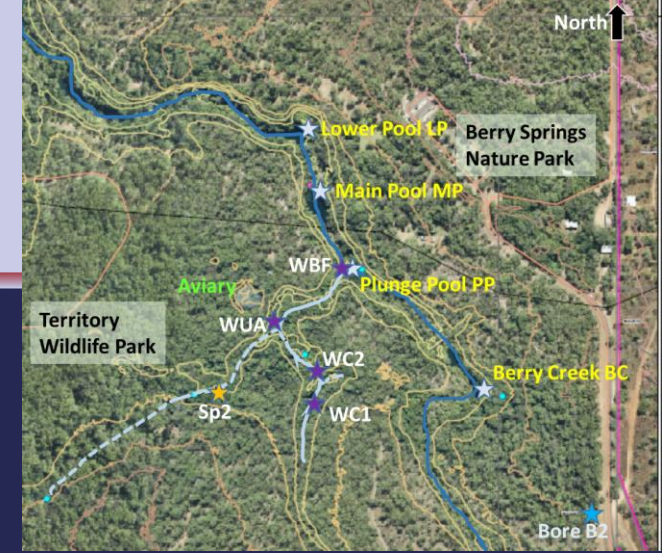 North
Lower Pool LP
Berry Springs
Nature Park
Main Pool MP
WBF
Plunge Pool PP
Aviary
Territory
Wildlife Park
WUA
WC2
Berry Creek BC
Sp2
WC1
Bore B2